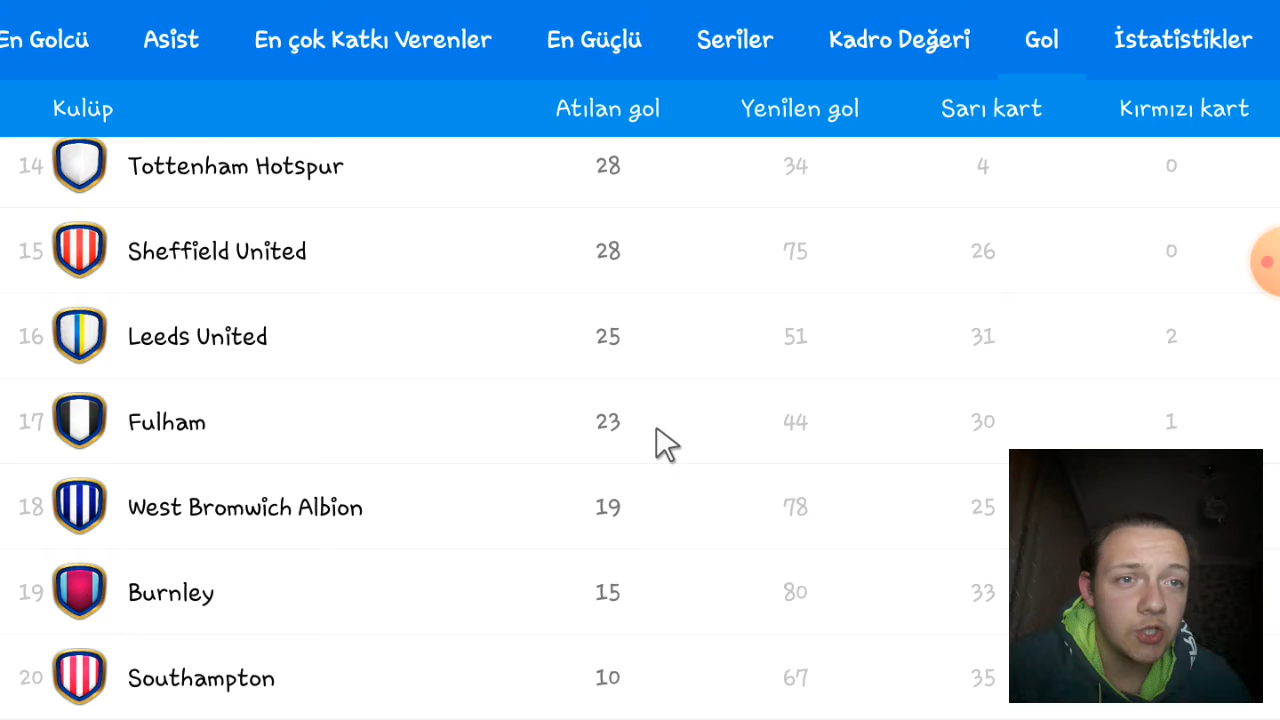 En Golcü Asist En çok Katkı Verenler En Güçlü Seriler Kadro Değeri Gol İstatistikler
Kulüp Atılan gol Yenilen gol Sarı kart Kırmızı kart
14 Tottenham Hotspur 28 34 4 0
15 Sheffield United 28 75 26 0
16 Leeds United 25 51 31 2
17 Fulham 23 44 30 1
18 West Bromwich Albion 19 78 25
19 Burnley 15 80 33
20 Southampton 10 67 35